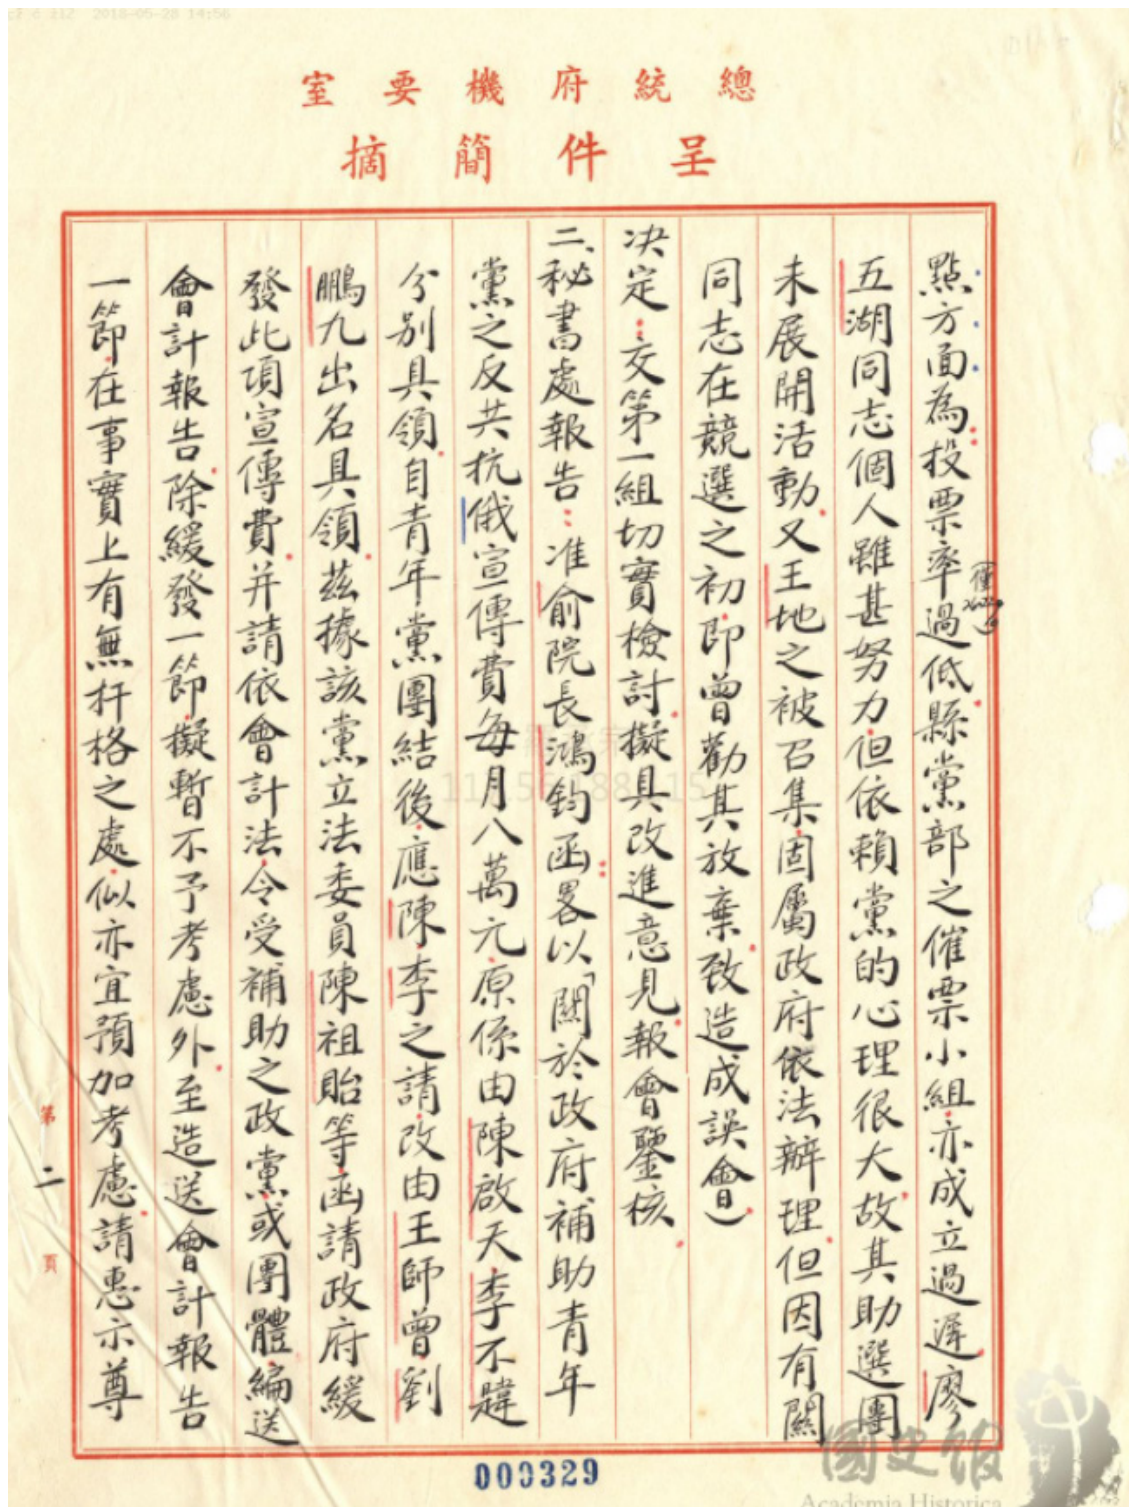 2018-05-28 14:56
總統府機要室
呈件簡摘
點方面為投票率過低縣黨部之催票小組亦成立過遲廖
(僅
五湖同志個人雖甚努力但依賴黨的心理很大故其助選團
未展開活動又王地之被召集固屬政府依法辦理但因有關
同志在競選之初即曾勸其放棄致造成誤會)
決定：交第一組切實檢討擬具改進意見報會鑒核
二、秘書處報告：准俞院長鴻鈞函畧以「關於政府補助青年
黨之反共抗俄宣傳費每月八萬元原係由陳啟天李不韙
分別具領自青年黨團結後應陳李之請改由王師曾劉
鵬九出名具領茲據該黨立法委員陳祖貽等函請政府緩
發此項宣傳費并請依會計法令受補助之政黨或團體編送
會計報告除緩發一節擬暫不予考慮外至造送會計報告
一節在事實上有無扞格之處似亦宜預加考慮請惠示尊
第二頁
000329
國史館
Academia Historica